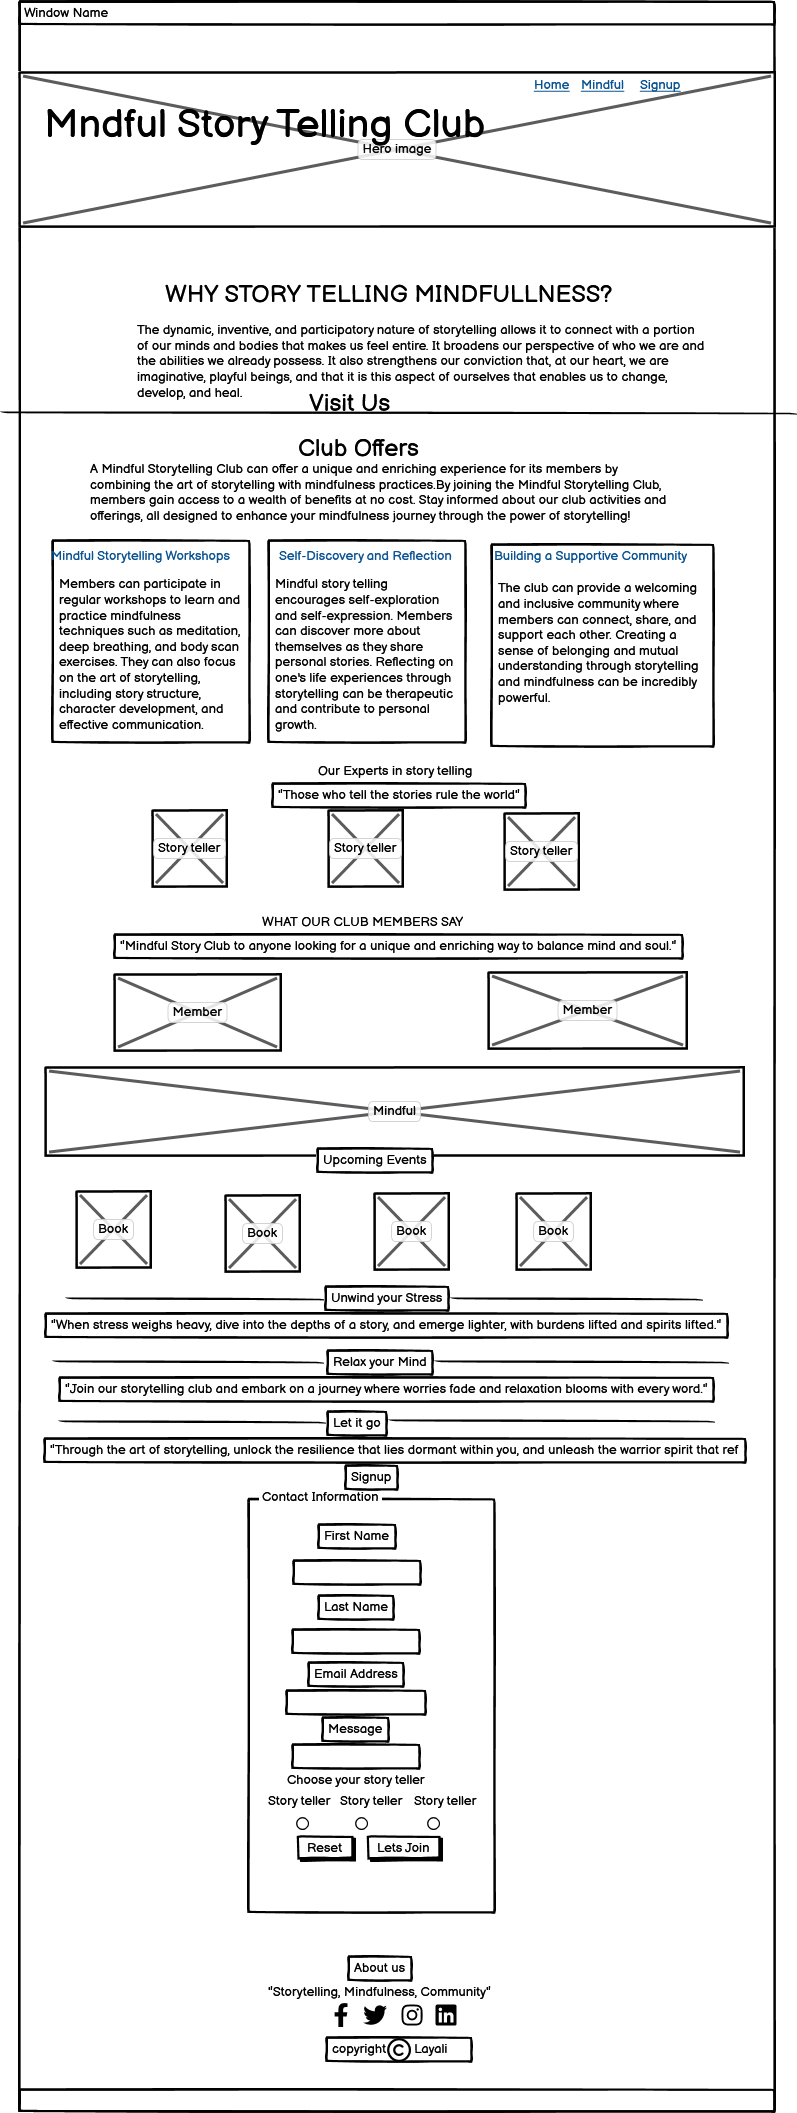 Window Name
Home Mindful Signup
Mndful Story Telling Club
Hero image
WHY STORY TELLING MINDFULLNESS?
The dynamic, inventive, and participatory nature of storytelling allows it to connect with a portion
of our minds and bodies that makes us feel entire. It broadens our perspective of who we are and
the abilities we already possess. It also strengthens our conviction that, at our heart, we are
imaginative, playful beings, and that it is this aspect of ourselves that enables us to change,
develop, and heal.
Visit Us
Club Offers
A Mindful Storytelling Club can offer a unique and enriching experience for its members by
combining the art of storytelling with mindfulness practices.By joining the Mindful Storytelling Club,
members gain access to a wealth of benefits at no cost. Stay informed about our club activities and
offerings, all designed to enhance your mindfulness journey through the power of storytelling!
Mindful Storytelling Workshops
Members can participate in
regular workshops to learn and
practice mindfulness
techniques such as meditation,
deep breathing, and body scan
exercises. They can also focus
on the art of storytelling,
including story structure,
character development, and
effective communication.
Self-Discovery and Reflection
Mindful story telling
encourages self-exploration
and self-expression. Members
can discover more about
themselves as they share
personal stories. Reflecting on
one's life experiences through
storytelling can be therapeutic
and contribute to personal
growth.
Building a Supportive Community
The club can provide a welcoming
and inclusive community where
members can connect, share, and
support each other. Creating a
sense of belonging and mutual
understanding through storytelling
and mindfulness can be incredibly
powerful.
Our Experts in story telling
"Those who tell the stories rule the world"
Story teller Story teller Story teller
WHAT OUR CLUB MEMBERS SAY
"Mindful Story Club to anyone looking for a unique and enriching way to balance mind and soul."
Member Member
Mindful
Upcoming Events
Book Book Book Book
Unwind your Stress
"When stress weighs heavy, dive into the depths of a story, and emerge lighter, with burdens lifted and spirits lifted."
Relax your Mind
"Join our storytelling club and embark on a journey where worries fade and relaxation blooms with every word."
Let it go
"Through the art of storytelling, unlock the resilience that lies dormant within you, and unleash the warrior spirit that ref
Signup
Contact Information
First Name
Last Name
Email Address
Message
Choose your story teller
Story teller Story teller Story teller
Reset Lets Join
About us
"Storytelling, Mindfulness, Community"
copyright © Layali